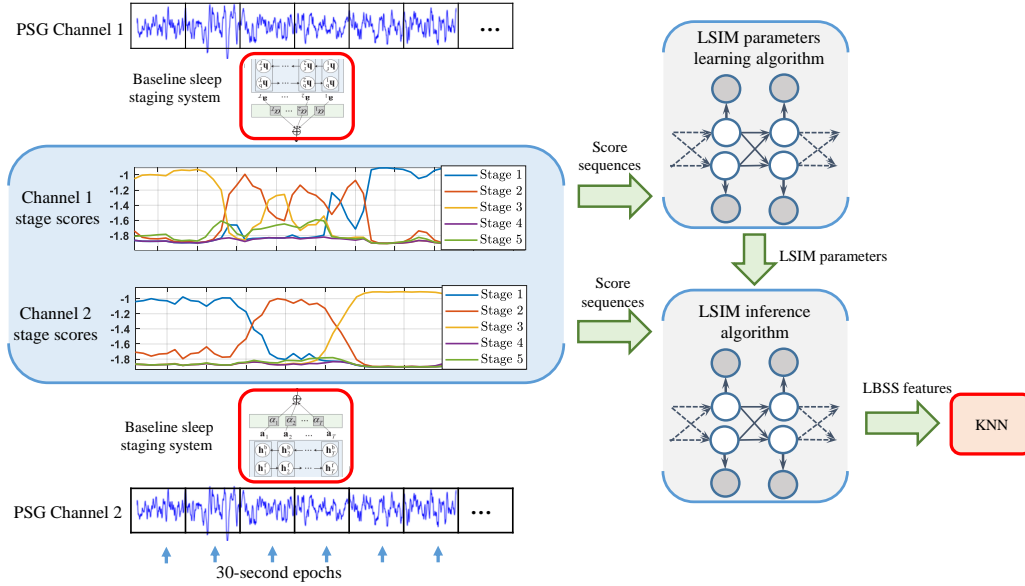 PSG Channel 1
...
Baseline sleep
staging system
Channel 1
stage scores
-1
-1.2
-1.4
-1.6
-1.8
Stage 1
Stage 2
Stage 3
Stage 4
Stage 5
Channel 2
stage scores
-1
-1.2
-1.4
-1.6
-1.8
Stage 1
Stage 2
Stage 3
Stage 4
Stage 5
Baseline sleep
staging system
PSG Channel 2
...
30-second epochs
Score
sequences
LSIM parameters
learning algorithm
LSIM parameters
Score
sequences
LSIM inference
algorithm
LBSS features
KNN